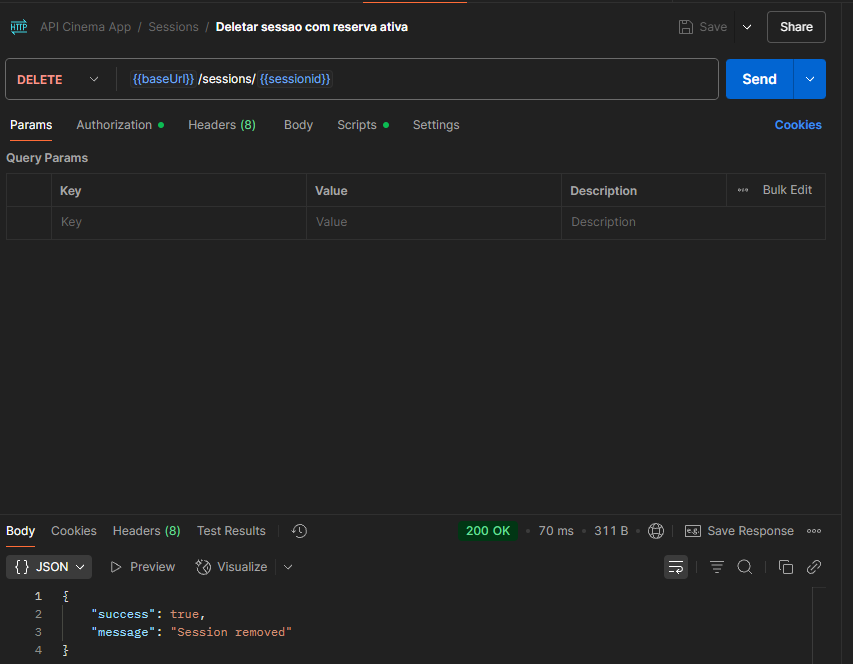 HTTP API Cinema App / Sessions / Deletar sessao com reserva ativa Save Share
DELETE {{baseUrl}} /sessions/ {{sessionid}} Send
Params Authorization Headers (8) Body Scripts Settings Cookies
Query Params
Key Value Description Bulk Edit
Key Value Description
Body Cookies Headers (8) Test Results 200 OK 70 ms 311 B e.g. Save Response
{} JSON Preview Visualize
1 {
2 "success": true,
3 "message": "Session removed"
4 }